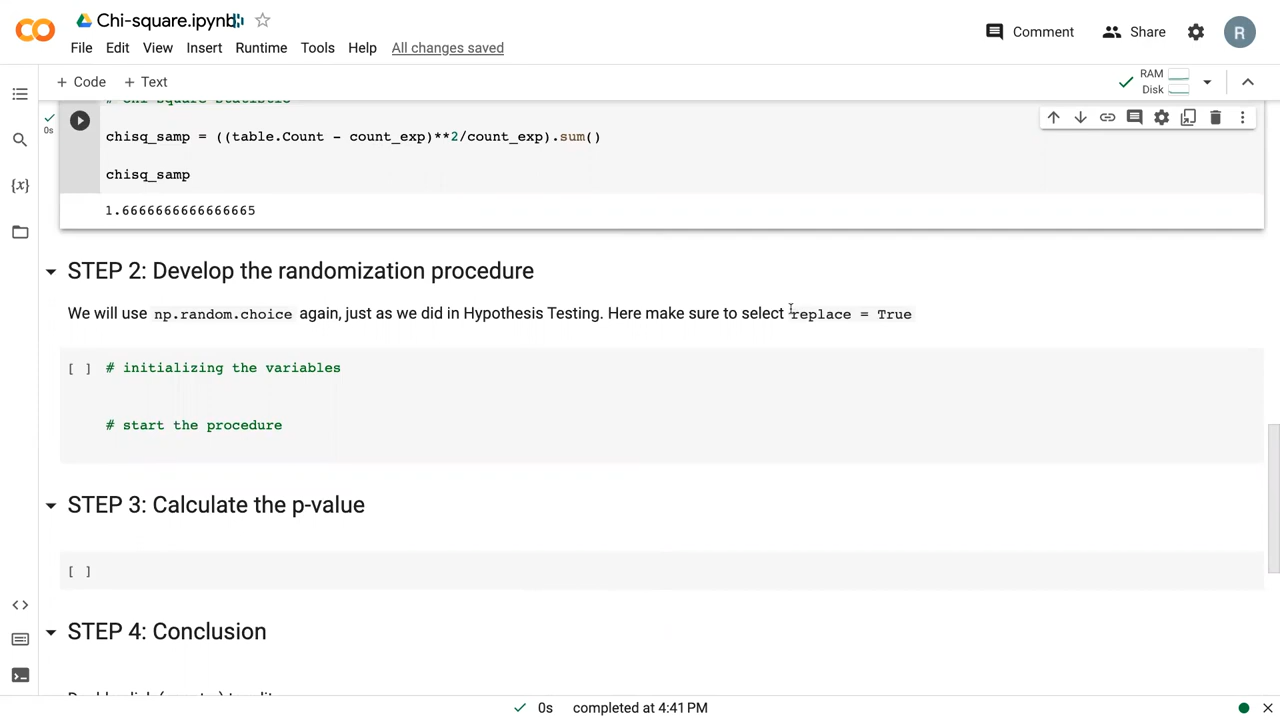 Chi-square.ipynb
File Edit View Insert Runtime Tools Help All changes saved
Comment Share R
+ Code + Text
RAM
Disk
# Chi-square statistic
0s
chisq_samp = ((table.Count - count_exp)**2/count_exp).sum()
chisq_samp
1.6666666666666665
STEP 2: Develop the randomization procedure
We will use np.random.choice again, just as we did in Hypothesis Testing. Here make sure to select replace = True
[ ] # initializing the variables
# start the procedure
STEP 3: Calculate the p-value
[ ]
STEP 4: Conclusion
0s completed at 4:41 PM